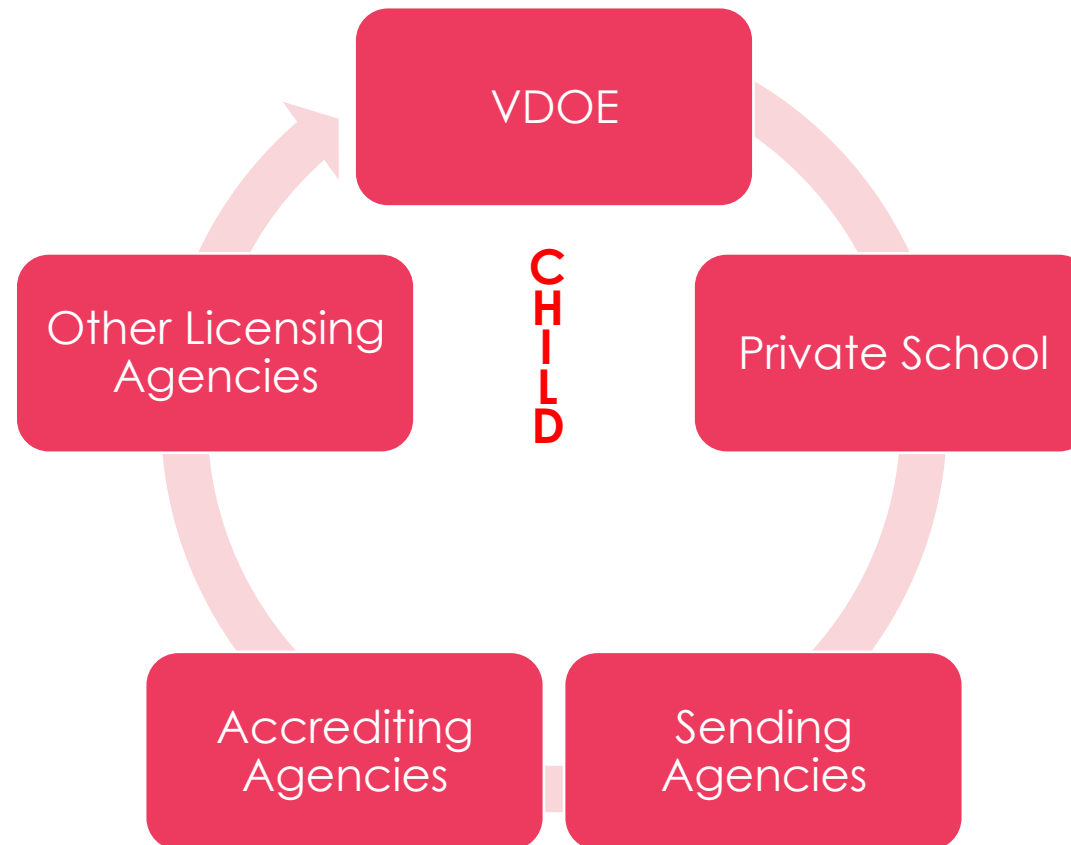 VDOE
C
H
I
L
D
Other Licensing
Agencies
Private School
Accrediting
Agencies
Sending
Agencies